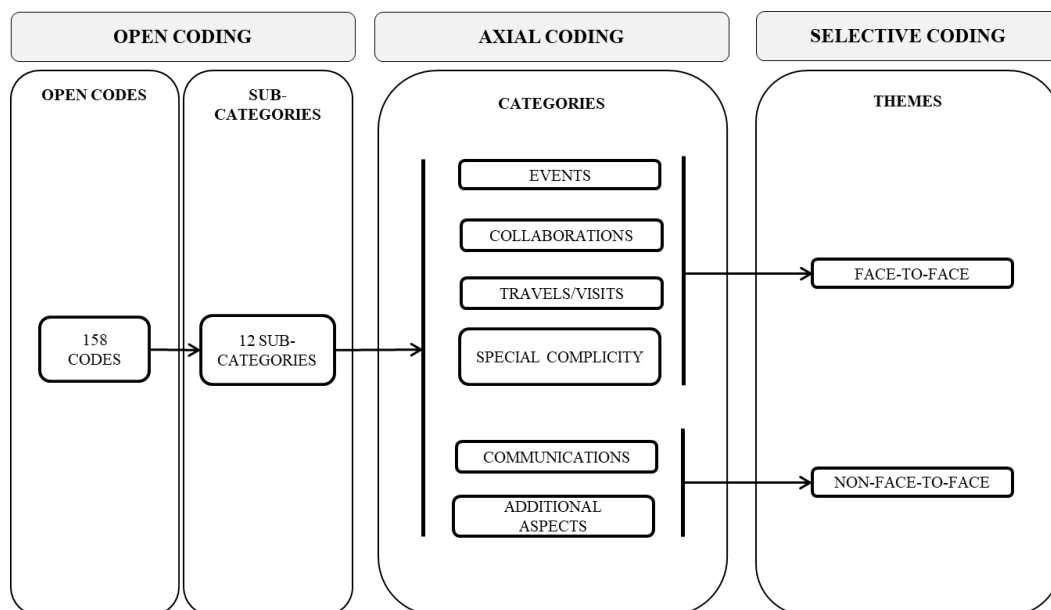 OPEN CODING
AXIAL CODING
SELECTIVE CODING
OPEN CODES
SUB-
CATEGORIES
CATEGORIES
THEMES
158
CODES
12 SUB-
CATEGORIES
EVENTS
COLLABORATIONS
TRAVELS/VISITS
SPECIAL COMPLICITY
COMMUNICATIONS
ADDITIONAL
ASPECTS
FACE-TO-FACE
NON-FACE-TO-FACE